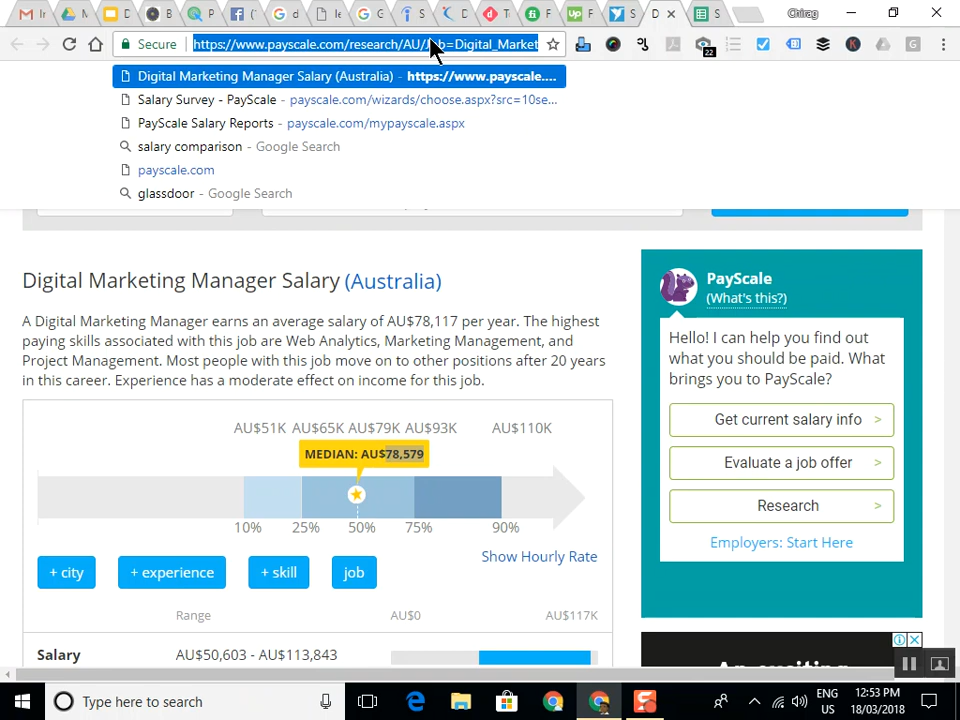 In
D
B
P
f (
d
le
G
S
D
T
F
F
S
D
S
Chirag
Secure
https://www.payscale.com/research/AU/Job=Digital_Market
22
G
Digital Marketing Manager Salary (Australia) - https://www.payscale....
Salary Survey - PayScale - payscale.com/wizards/choose.aspx?src=10se...
PayScale Salary Reports - payscale.com/mypayscale.aspx
salary comparison - Google Search
payscale.com
glassdoor - Google Search
Digital Marketing Manager Salary (Australia)
A Digital Marketing Manager earns an average salary of AU$78,117 per year. The highest
paying skills associated with this job are Web Analytics, Marketing Management, and
Project Management. Most people with this job move on to other positions after 20 years
in this career. Experience has a moderate effect on income for this job.
AU$51K AU$65K AU$79K AU$93K AU$110K
MEDIAN: AU$78,579
10% 25% 50% 75% 90%
Show Hourly Rate
+ city
+ experience
+ skill
job
Range AU$0 AU$117K
Salary AU$50,603 - AU$113,843
PayScale
(What's this?)
Hello! I can help you find out
what you should be paid. What
brings you to PayScale?
Get current salary info >
Evaluate a job offer >
Research >
Employers: Start Here
Type here to search
ENG
US
12:53 PM
18/03/2018